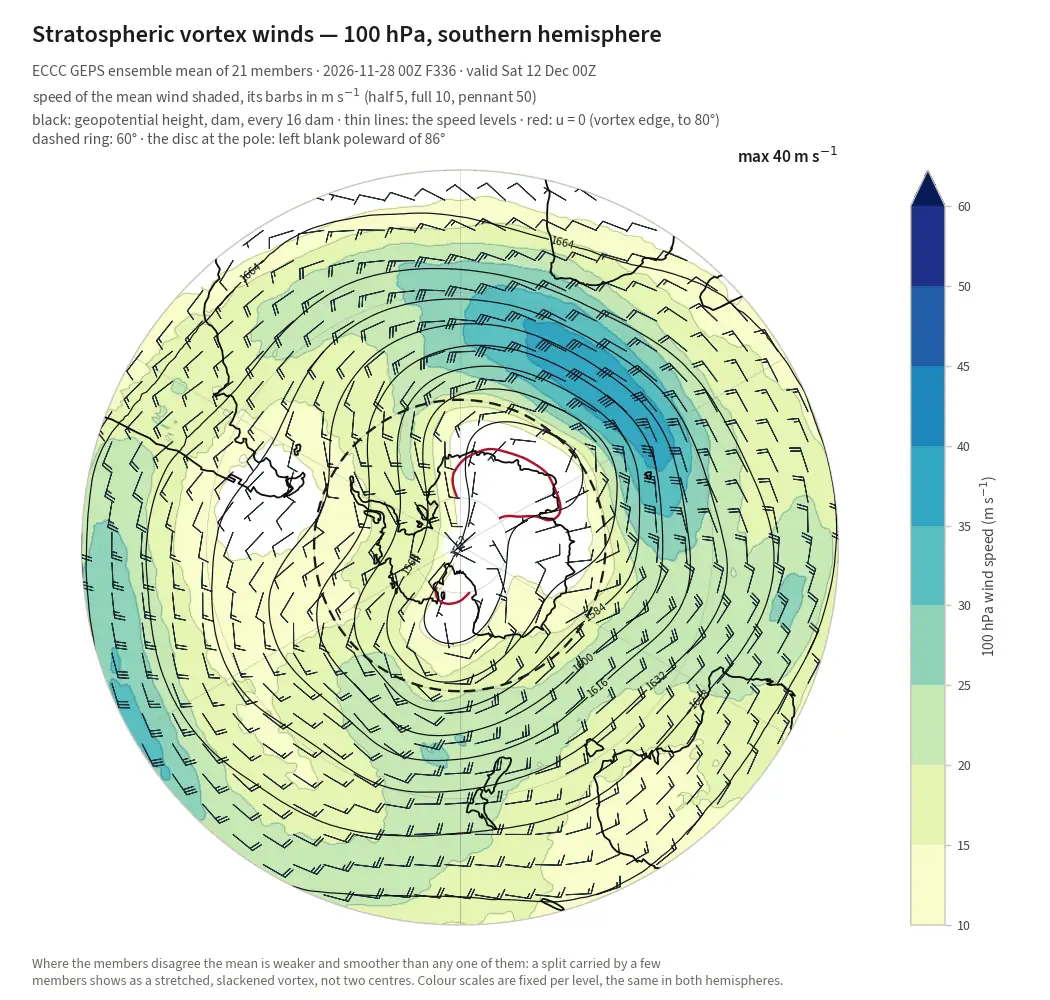 Stratospheric vortex winds — 100 hPa, southern hemisphere
ECCC GEPS ensemble mean of 21 members · 2026-11-28 00Z F336 · valid Sat 12 Dec 00Z
speed of the mean wind shaded, its barbs in m s⁻¹ (half 5, full 10, pennant 50)
black: geopotential height, dam, every 16 dam · thin lines: the speed levels · red: u = 0 (vortex edge, to 80°)
dashed ring: 60° · the disc at the pole: left blank poleward of 86°
max 40 m s⁻¹
60
50
45
40
35
30
25
20
15
10
100 hPa wind speed (m s⁻¹)
1664
1664
1584
1600
1616
1632
Where the members disagree the mean is weaker and smoother than any one of them: a split carried by a few
members shows as a stretched, slackened vortex, not two centres. Colour scales are fixed per level, the same in both hemispheres.